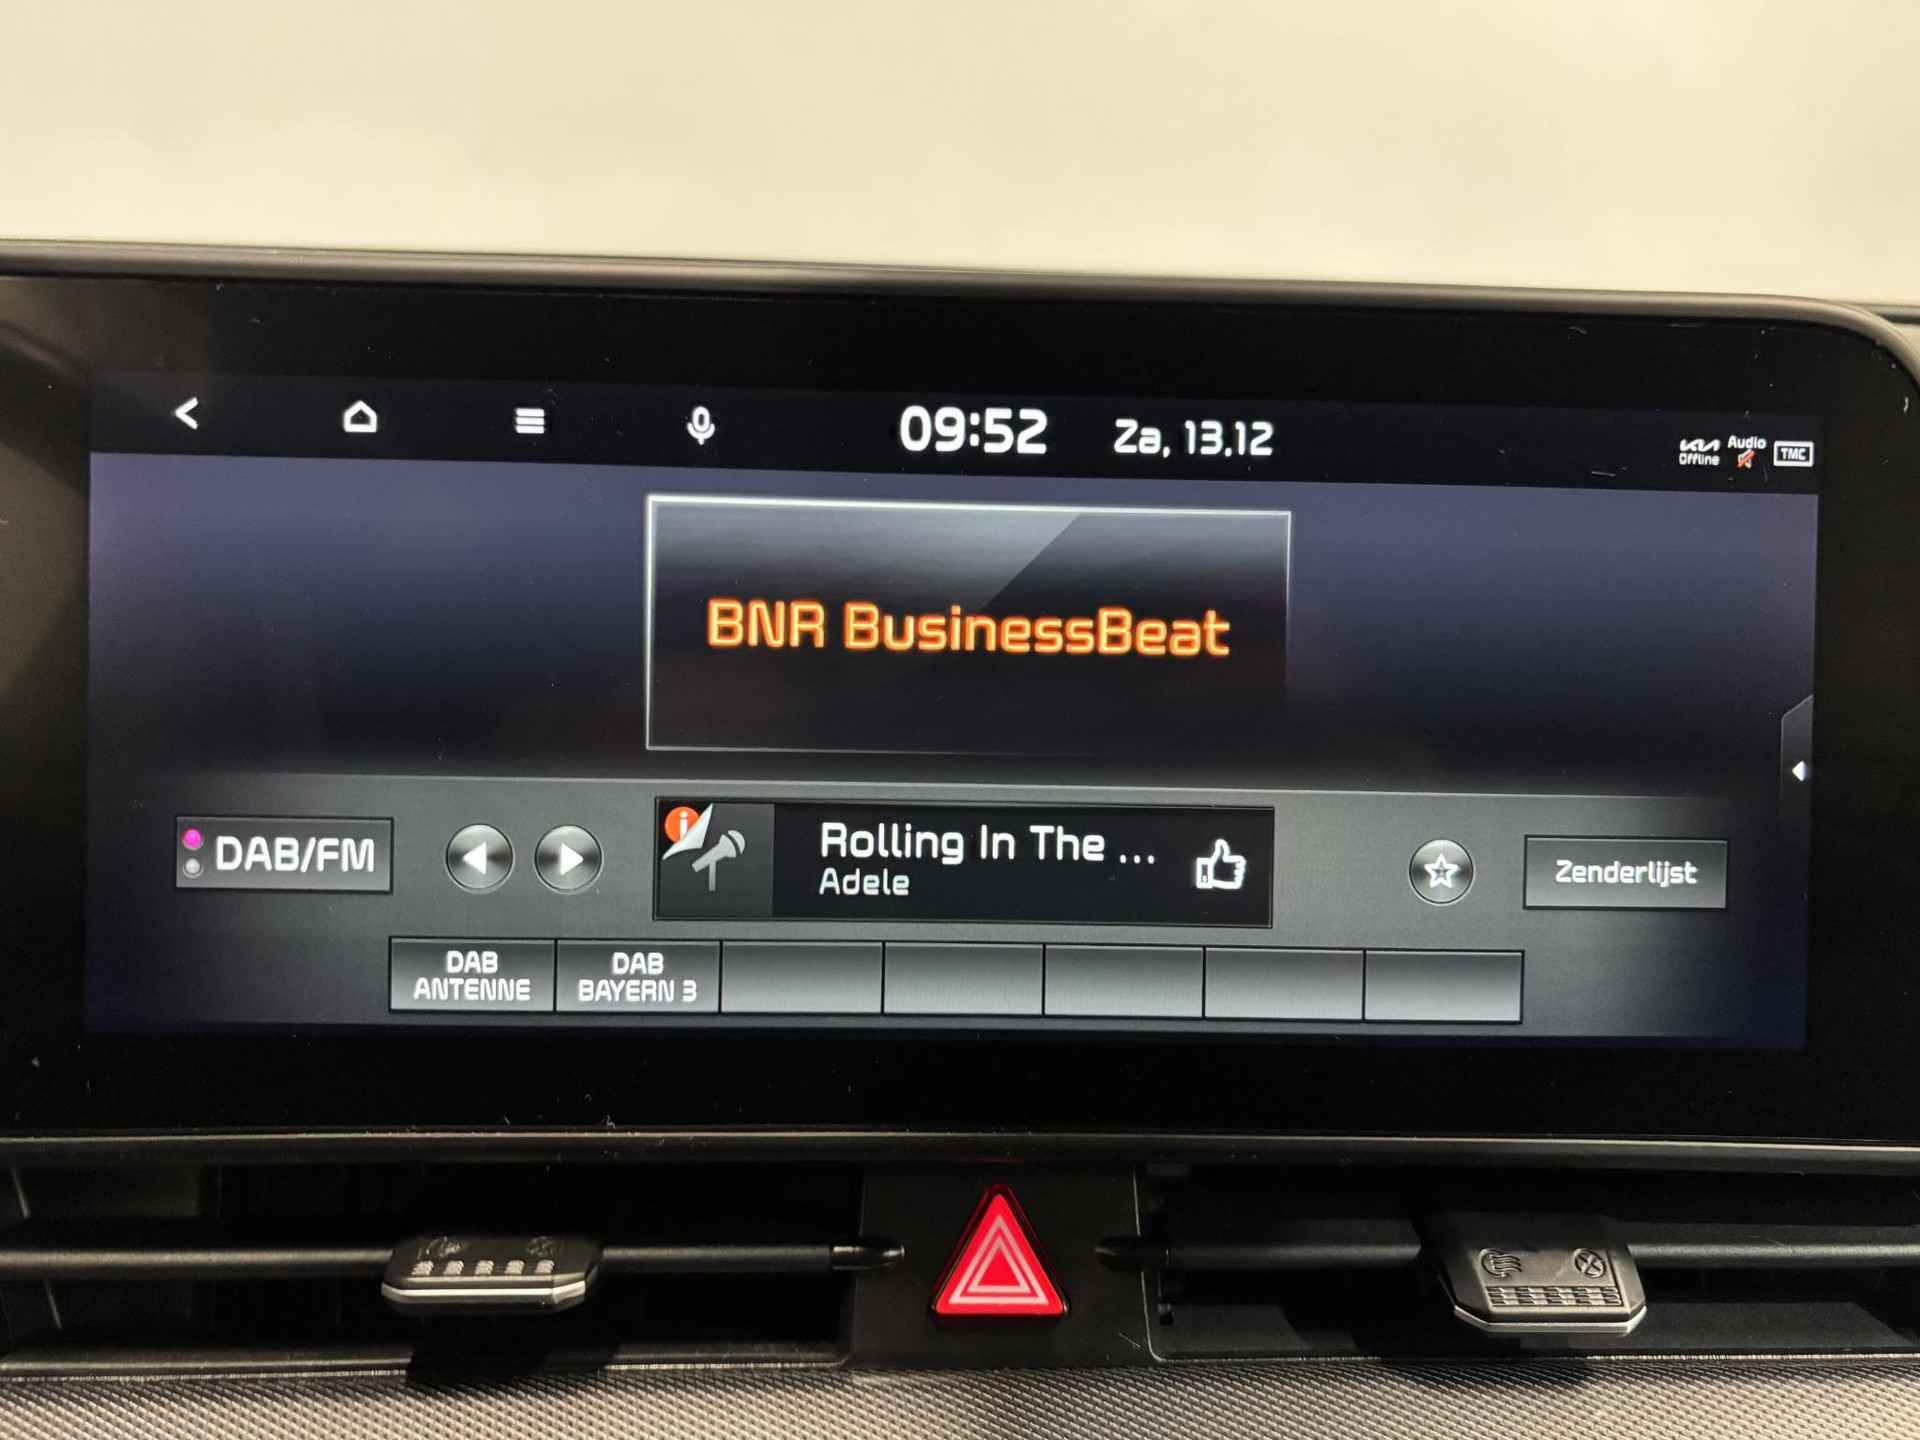 09:52 Za, 13.12
KIA Offline Audio TMC
BNR BusinessBeat
DAB/FM
Rolling In The ...
Adele
Zenderlijst
DAB ANTENNE
DAB BAYERN 3